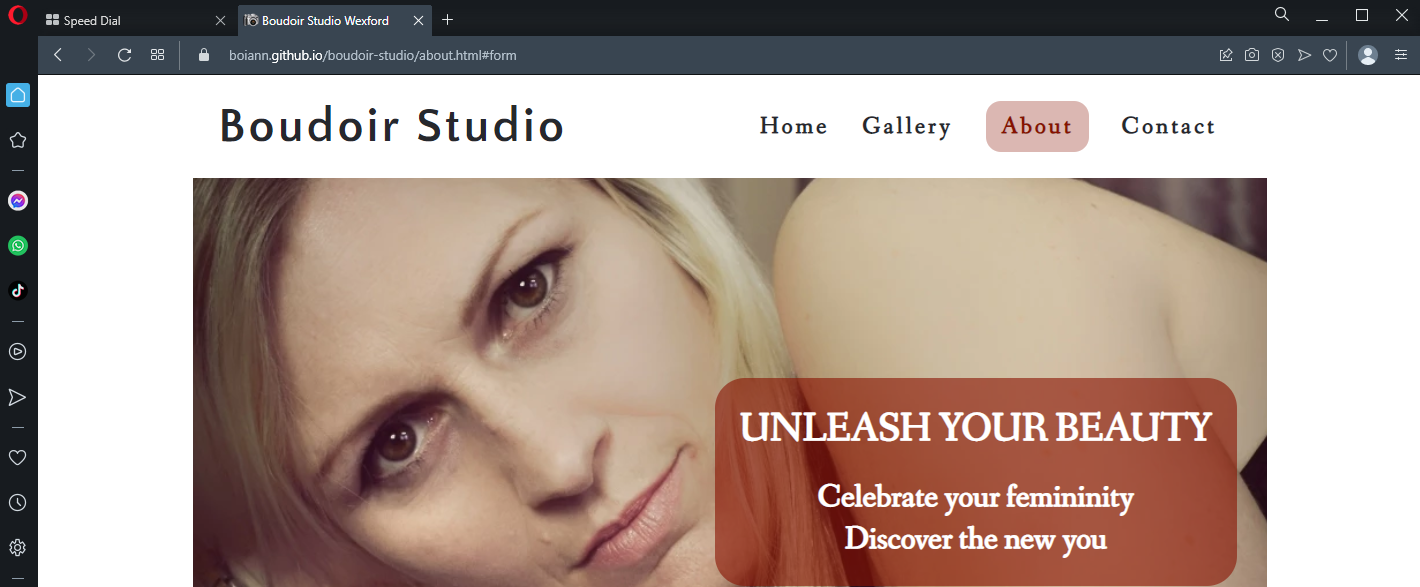 Speed Dial
Boudoir Studio Wexford
boiann.github.io/boudoir-studio/about.html#form
Boudoir Studio
Home Gallery About Contact
UNLEASH YOUR BEAUTY
Celebrate your femininity
Discover the new you